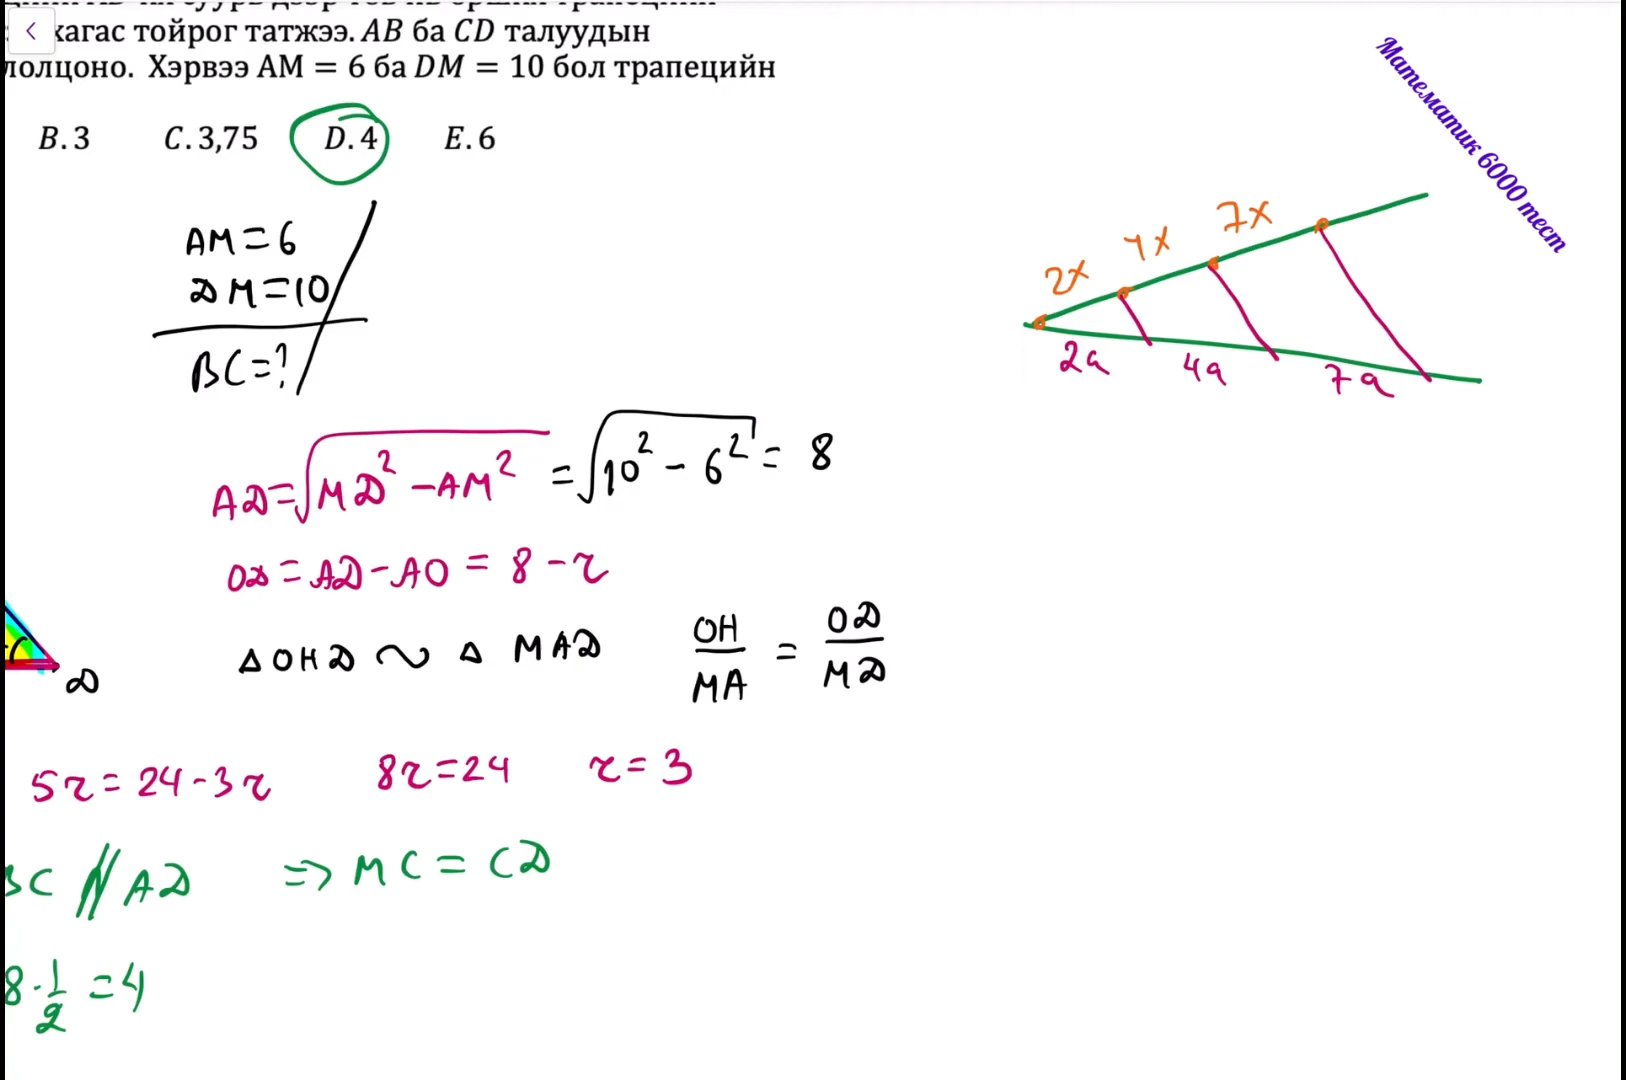 хагас тойрог татжээ. AB ба CD талуудын
лолцоно. Хэрвээ AM = 6 ба DM = 10 бол трапецийн
B. 3 C. 3,75 D. 4 E. 6
Математик 6000 тест
AM = 6
DM = 10
BC = ?
2x 4x 7x
2a 4a 7a
AD = √MD² - AM² = √10² - 6² = 8
OD = AD - AO = 8 - r
△OHD ∼ △ MAD OH/MA = OD/MD
D
5r = 24 - 3r 8r = 24 r = 3
BC ∥ AD ⇒ MC = CD
8 · 1/2 = 4